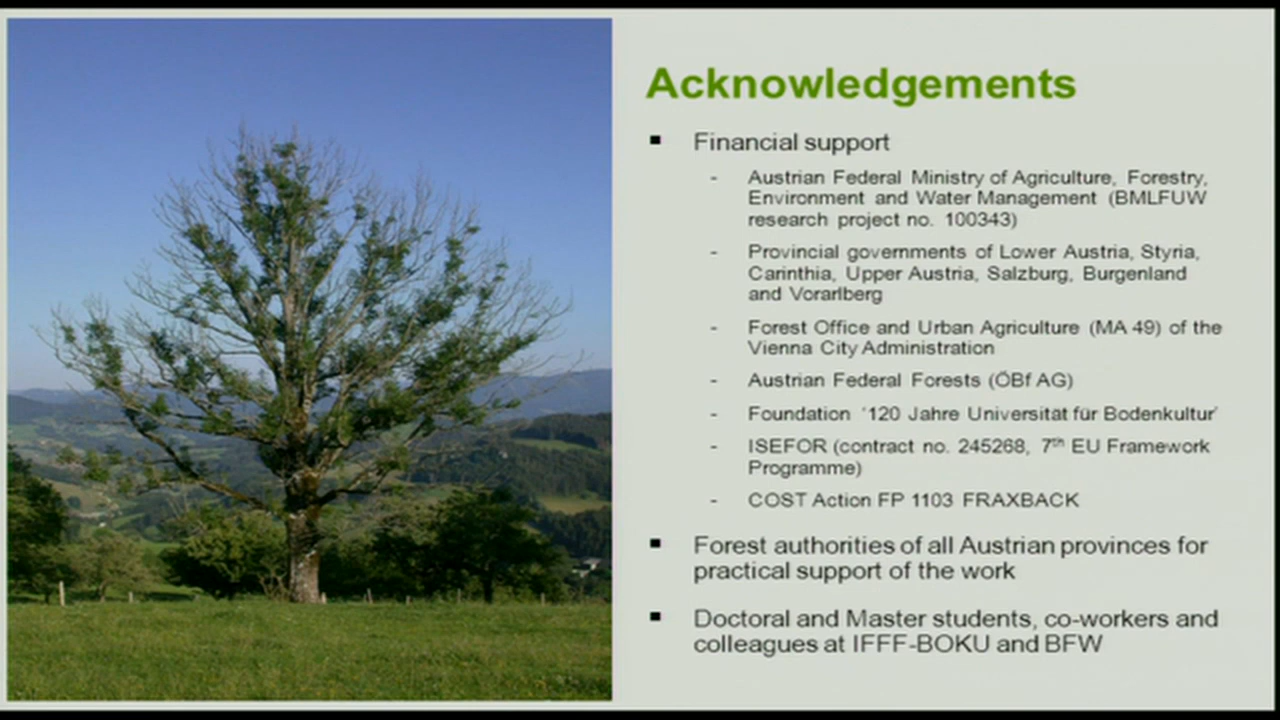 Acknowledgements
▪ Financial support
- Austrian Federal Ministry of Agriculture, Forestry,
Environment and Water Management (BMLFUW
research project no. 100343)
- Provincial governments of Lower Austria, Styria,
Carinthia, Upper Austria, Salzburg, Burgenland
and Vorarlberg
- Forest Office and Urban Agriculture (MA 49) of the
Vienna City Administration
- Austrian Federal Forests (ÖBf AG)
- Foundation '120 Jahre Universität für Bodenkultur'
- ISEFOR (contract no. 245268, 7th EU Framework
Programme)
- COST Action FP 1103 FRAXBACK
▪ Forest authorities of all Austrian provinces for
practical support of the work
▪ Doctoral and Master students, co-workers and
colleagues at IFFF-BOKU and BFW